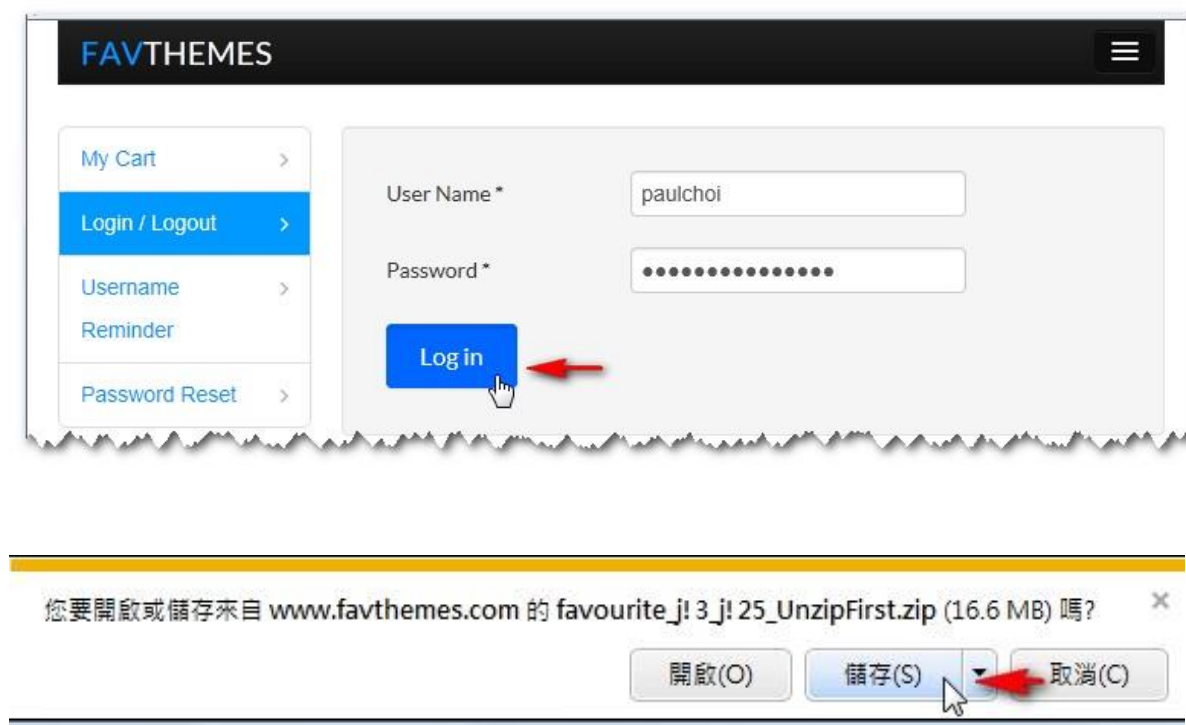 FAVTHEMES
My Cart
Login / Logout
Username
Reminder
Password Reset
User Name *
paulchoi
Password *
●●●●●●●●●●●●●●●
Log in
您要開啟或儲存來自 www.favthemes.com 的 favourite_j! 3_j! 25_UnzipFirst.zip (16.6 MB) 嗎?
開啟(O)
儲存(S)
取消(C)